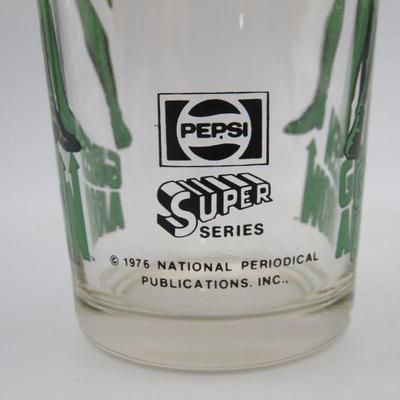 PEPSI
SUPER
SERIES
© 1976 NATIONAL PERIODICAL
PUBLICATIONS. INC.,